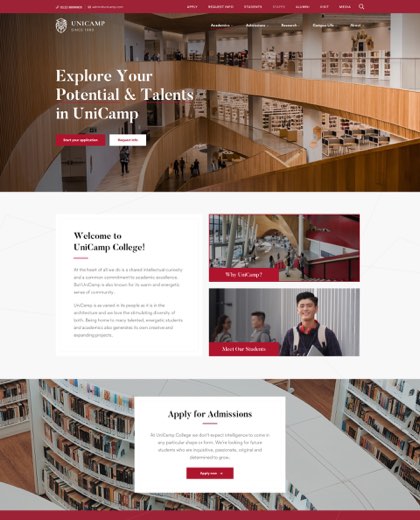 APPLY REQUEST INFO STUDENTS STAFFS ALUMNI VISIT MEDIA
UNICAMP
Academics Admissions Research Campus Life About
Explore Your
Potential & Talents
in UniCamp
Start your application Request info
Welcome to
UniCamp College!
At the heart of all we do is a shared intellectual curiosity
and a common commitment to academic excellence.
But UniCamp is also known for its warm and energetic
sense of community.
UniCamp is as varied in its people as it is in the
architecture and we love the stimulating diversity of
both. Being home to many talented, energetic students
and academics also generates its own creative and
expanding projects.
Why UniCamp?
Meet Our Students
Apply for Admissions
At UniCamp College we don't expect intelligence to come in
any particular shape or form. We're looking for future
students who are inquisitive, passionate, original and
determined to grow.
Apply now